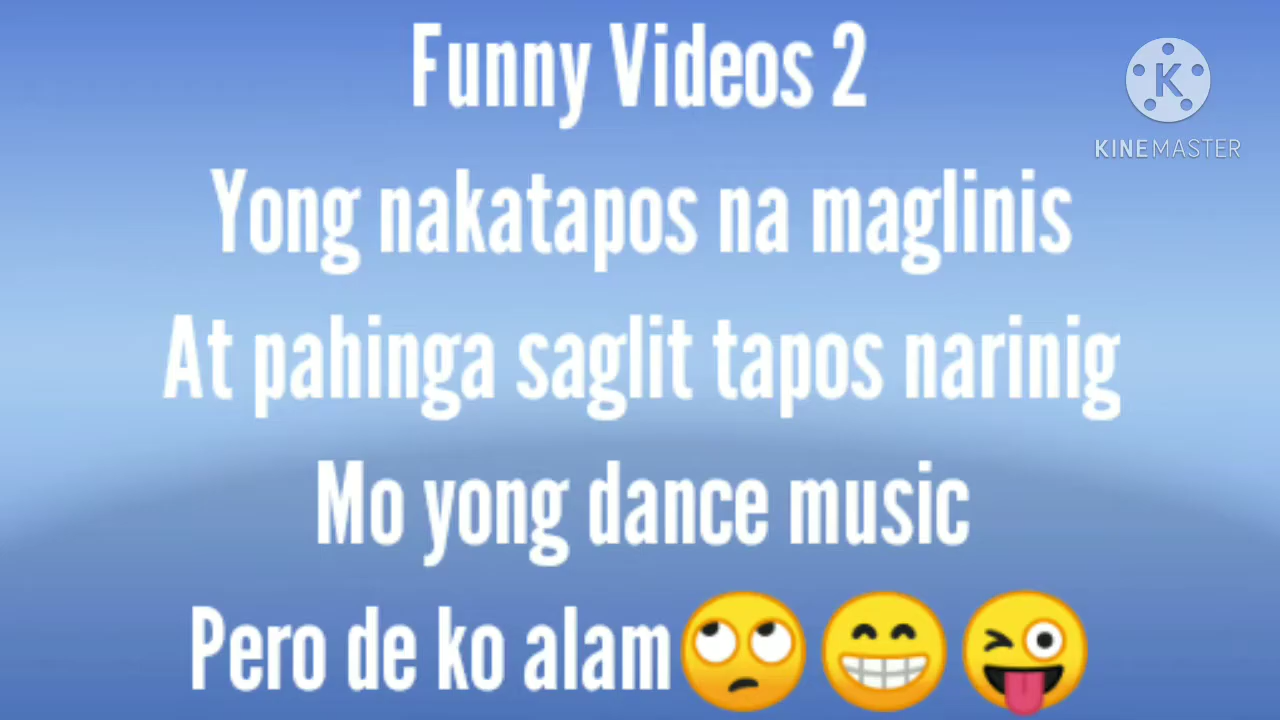 Funny Videos 2
K
KINEMASTER
Yong nakatapos na maglinis
At pahinga saglit tapos narinig
Mo yong dance music
Pero de ko alam🙄😁😜